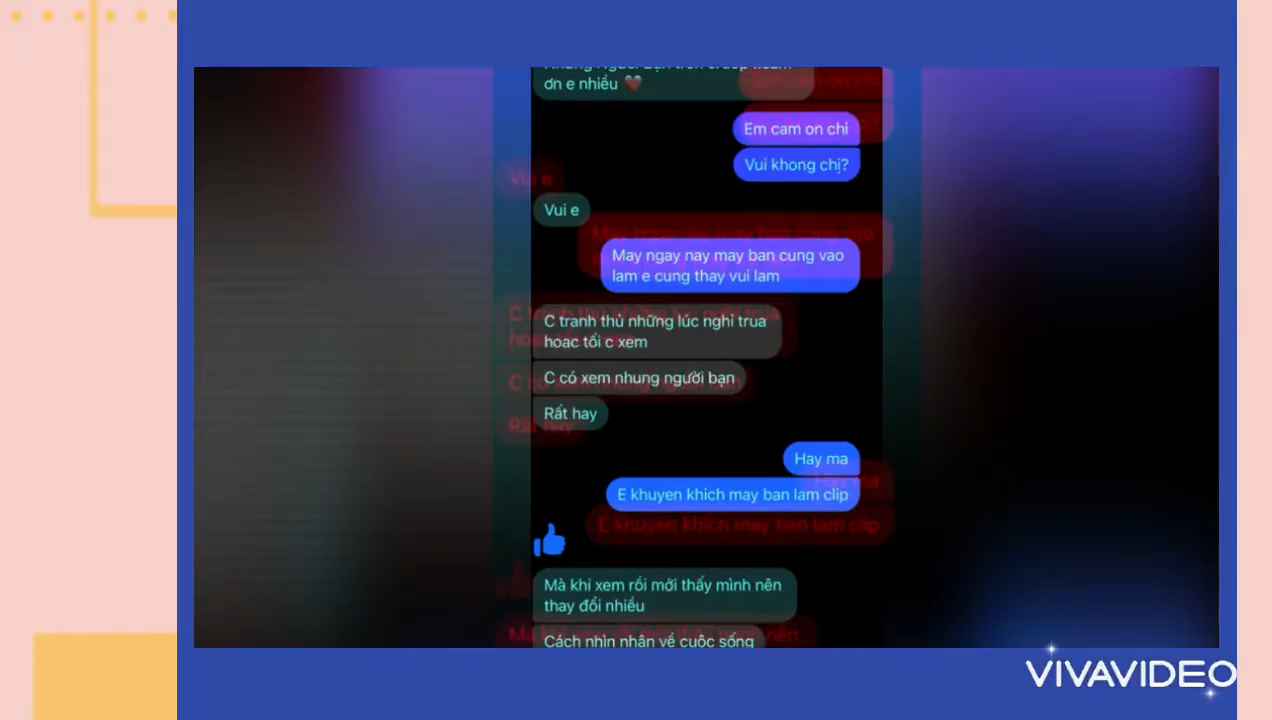 ơn e nhiều ❤️
Em cam on chi
Vui khong chị?
Vui e
May ngay nay may ban cung vao
lam e cung thay vui lam
C tranh thủ những lúc nghỉ trua
hoac tối c xem
C có xem nhung người bạn
Rất hay
Hay ma
E khuyen khich may ban lam clip
Mà khi xem rồi mới thấy mình nên
thay đổi nhiều
Cách nhìn nhân về cuôc sống
VIVAVIDEO